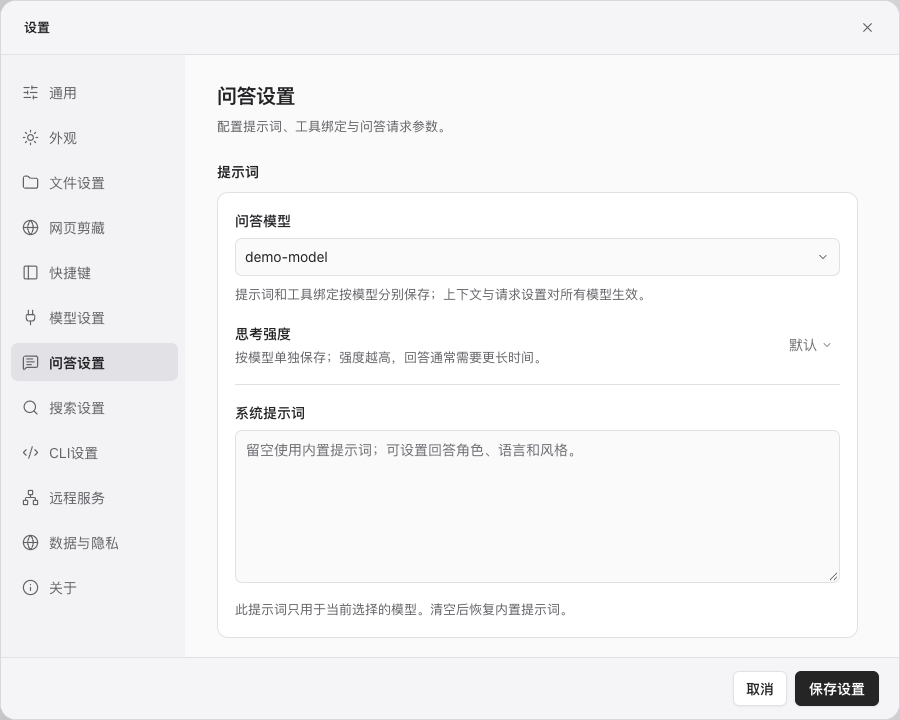 设置
通用
外观
文件设置
网页剪藏
快捷键
模型设置
问答设置
搜索设置
CLI设置
远程服务
数据与隐私
关于
问答设置
配置提示词、工具绑定与问答请求参数。
提示词
问答模型
demo-model
提示词和工具绑定按模型分别保存；上下文与请求设置对所有模型生效。
思考强度
按模型单独保存；强度越高，回答通常需要更长时间。
默认
系统提示词
留空使用内置提示词；可设置回答角色、语言和风格。
此提示词只用于当前选择的模型。清空后恢复内置提示词。
取消
保存设置